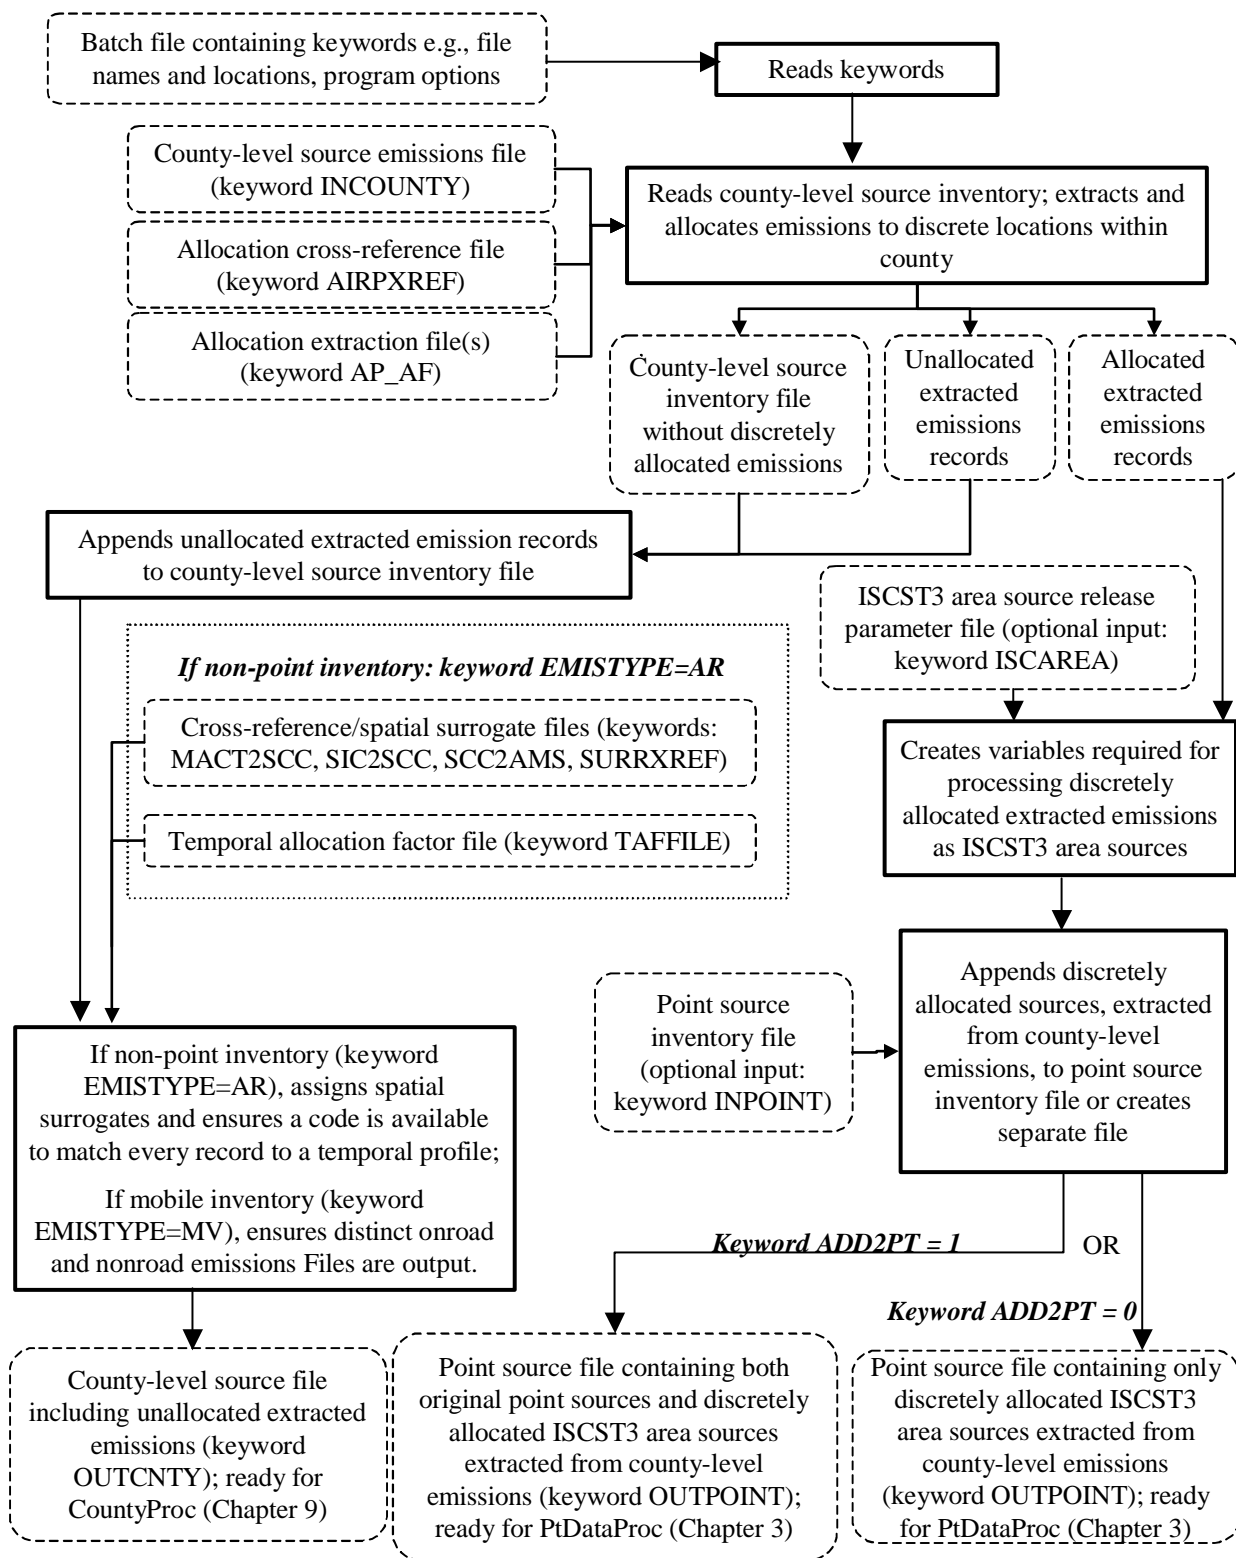 Batch file containing keywords e.g., file
names and locations, program options
Reads keywords
County-level source emissions file
(keyword INCOUNTY)
Allocation cross-reference file
(keyword AIRPXREF)
Allocation extraction file(s)
(keyword AP_AF)
Reads county-level source inventory; extracts and
allocates emissions to discrete locations within
county
County-level source
inventory file
without discretely
allocated emissions
Unallocated
extracted
emissions
records
Allocated
extracted
emissions
records
Appends unallocated extracted emission records
to county-level source inventory file
ISCST3 area source release
parameter file (optional input:
keyword ISCAREA)
If non-point inventory: keyword EMISTYPE=AR
Cross-reference/spatial surrogate files (keywords:
MACT2SCC, SIC2SCC, SCC2AMS, SURRXREF)
Temporal allocation factor file (keyword TAFFILE)
Creates variables required for
processing discretely
allocated extracted emissions
as ISCST3 area sources
Point source
inventory file
(optional input:
keyword INPOINT)
Appends discretely
allocated sources, extracted
from county-level
emissions, to point source
inventory file or creates
separate file
If non-point inventory (keyword
EMISTYPE=AR), assigns spatial
surrogates and ensures a code is available
to match every record to a temporal profile;
If mobile inventory (keyword
EMISTYPE=MV), ensures distinct onroad
and nonroad emissions Files are output.
Keyword ADD2PT = 1
OR
Keyword ADD2PT = 0
County-level source file
including unallocated extracted
emissions (keyword
OUTCNTY); ready for
CountyProc (Chapter 9)
Point source file containing both
original point sources and discretely
allocated ISCST3 area sources
extracted from county-level
emissions (keyword OUTPOINT);
ready for PtDataProc (Chapter 3)
Point source file containing only
discretely allocated ISCST3
area sources extracted from
county-level emissions
(keyword OUTPOINT); ready
for PtDataProc (Chapter 3)